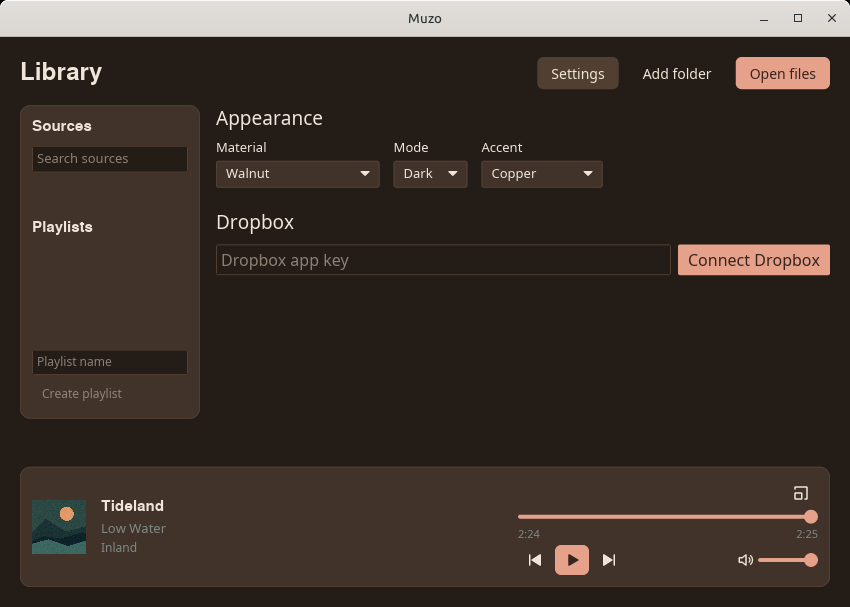 Muzo
Library
Settings
Add folder
Open files
Sources
Search sources
Playlists
Playlist name
Create playlist
Appearance
Material
Mode
Accent
Walnut
Dark
Copper
Dropbox
Dropbox app key
Connect Dropbox
Tideland
Low Water
Inland
2:24
2:25